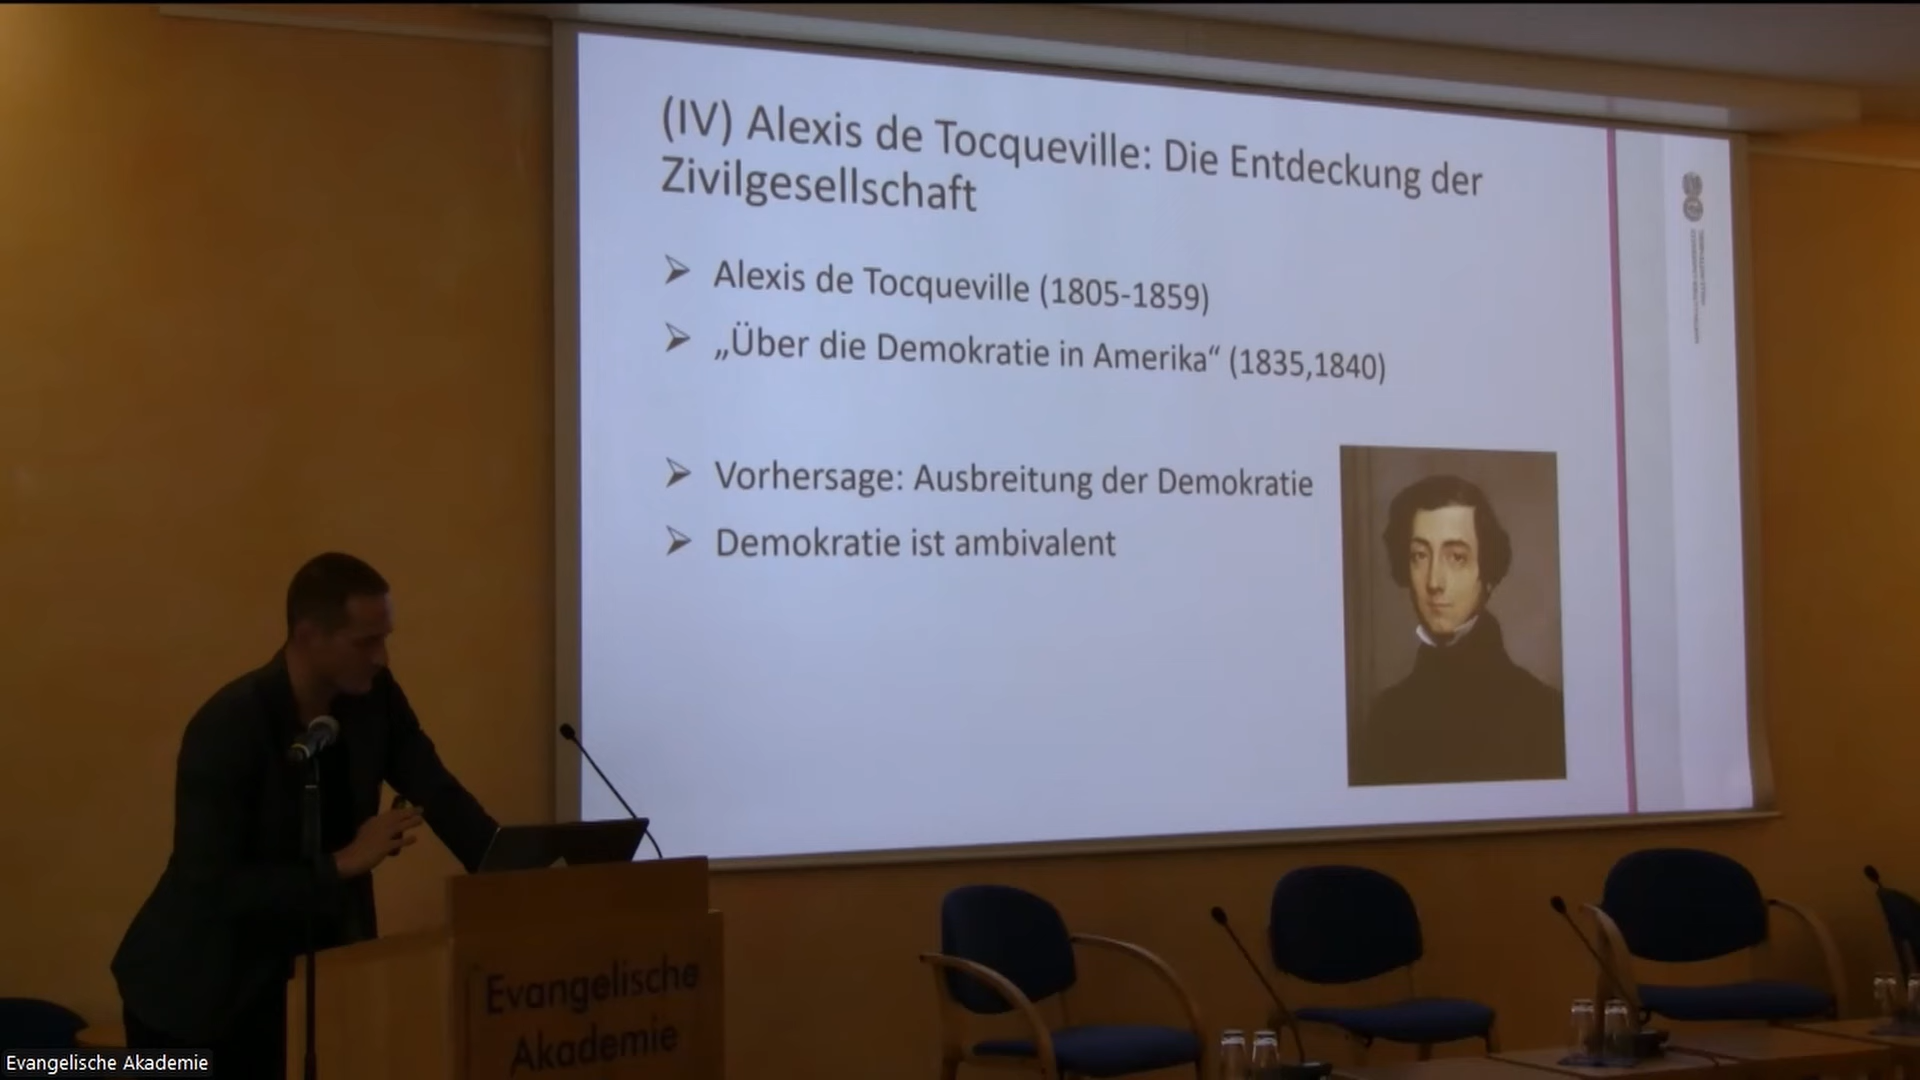 (IV) Alexis de Tocqueville: Die Entdeckung der
Zivilgesellschaft
Alexis de Tocqueville (1805-1859)
„Über die Demokratie in Amerika“ (1835,1840)
Vorhersage: Ausbreitung der Demokratie
Demokratie ist ambivalent
Evangelische
Akademie
Evangelische Akademie